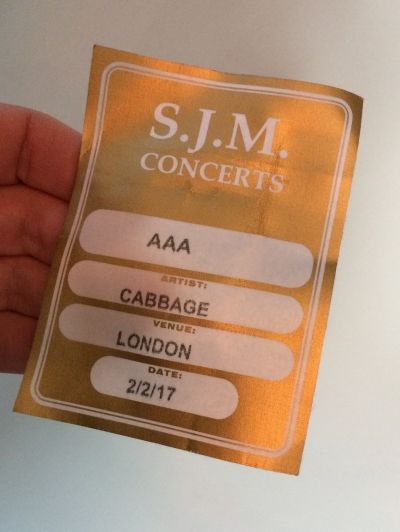 S.J.M.
CONCERTS
AAA
ARTIST:
CABBAGE
VENUE:
LONDON
DATE:
2/2/17